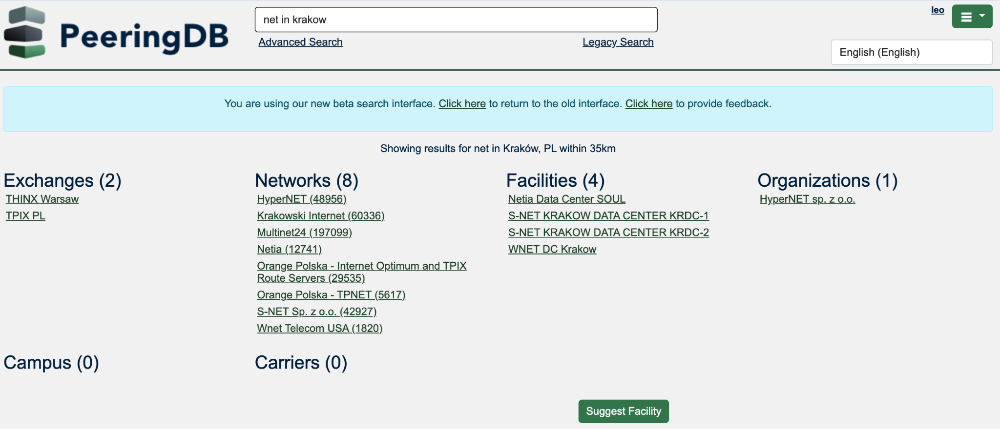 PeeringDB
net in krakow
leo
Advanced Search
Legacy Search
English (English)
You are using our new beta search interface. Click here to return to the old interface. Click here to provide feedback.
Showing results for net in Kraków, PL within 35km
Exchanges (2)
THINX Warsaw
TPIX PL
Networks (8)
HyperNET (48956)
Krakowski Internet (60336)
Multinet24 (197099)
Netia (12741)
Orange Polska - Internet Optimum and TPIX
Route Servers (29535)
Orange Polska - TPNET (5617)
S-NET Sp. z o.o. (42927)
Wnet Telecom USA (1820)
Facilities (4)
Netia Data Center SOUL
S-NET KRAKOW DATA CENTER KRDC-1
S-NET KRAKOW DATA CENTER KRDC-2
WNET DC Krakow
Organizations (1)
HyperNET sp. z o.o.
Campus (0)
Carriers (0)
Suggest Facility